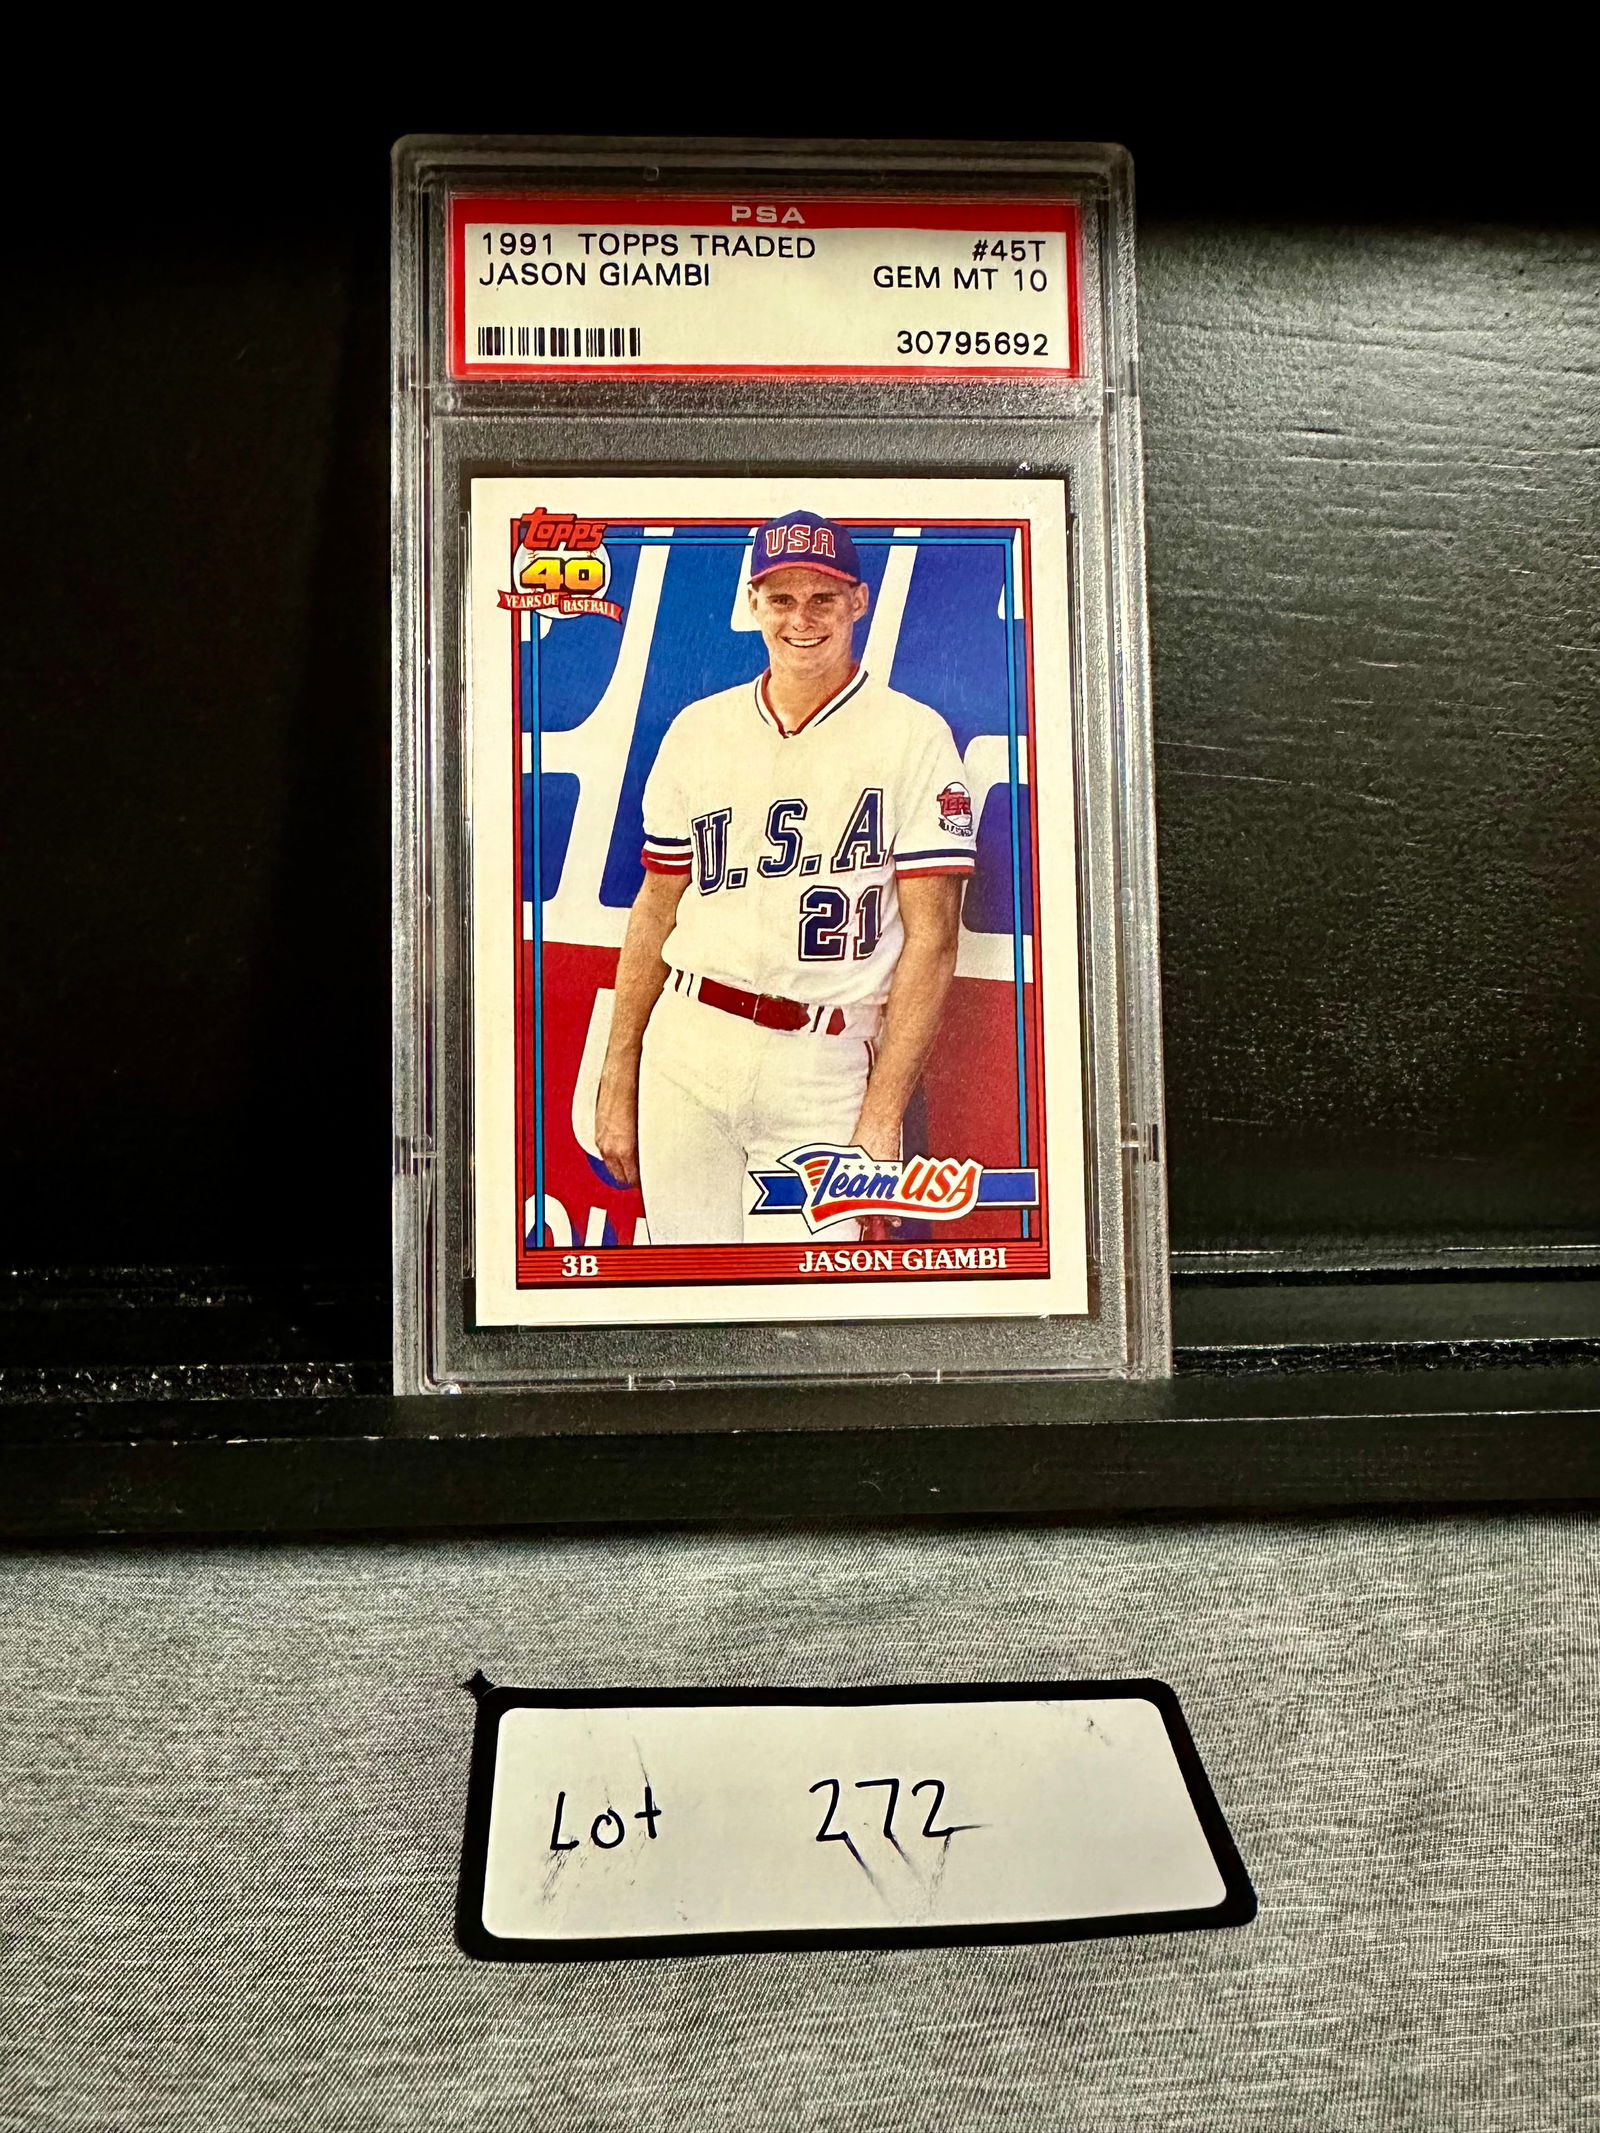 PSA
1991 TOPPS TRADED #45T
JASON GIAMBI GEM MT 10
30795692
TOPPS
40
YEARS OF BASEBALL
USA
TOPPS
U.S.A
21
Team USA
3B JASON GIAMBI
Lot 272